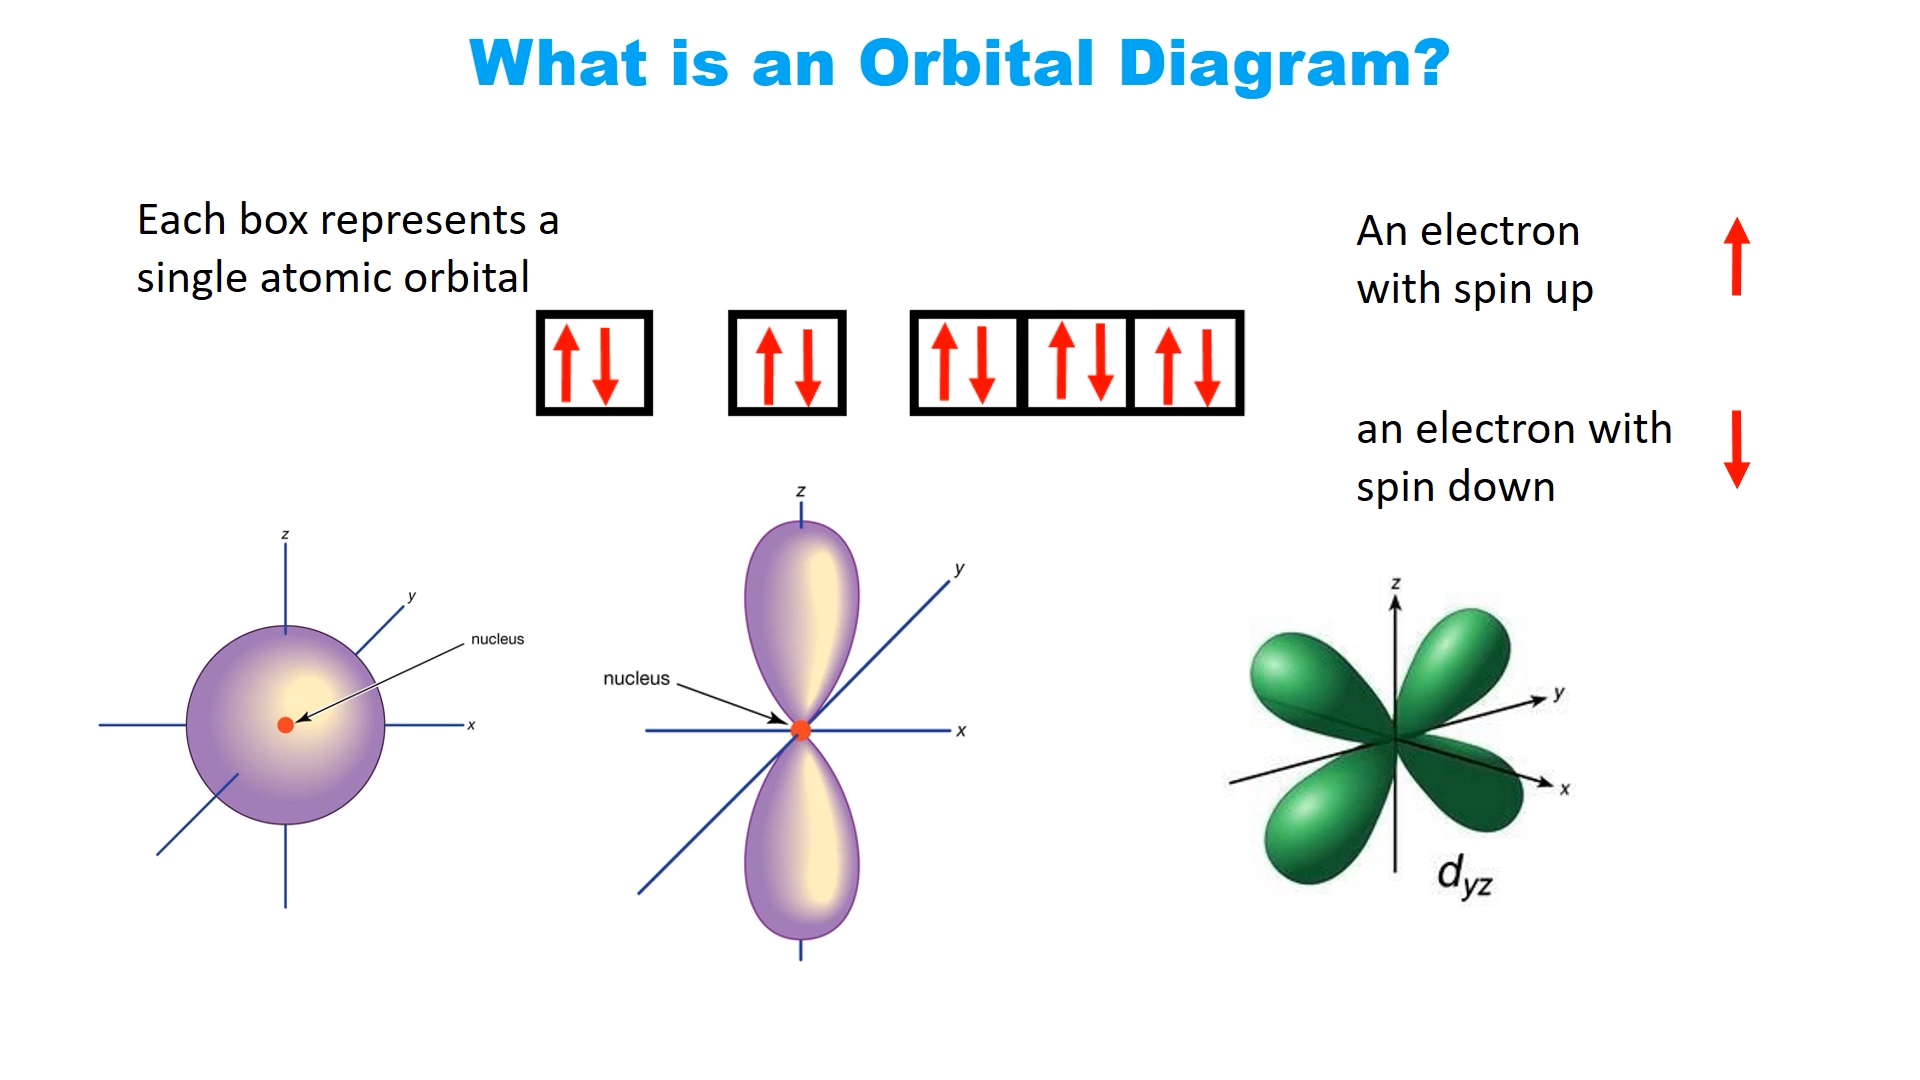 What is an Orbital Diagram?
Each box represents a
single atomic orbital
An electron
with spin up
an electron with
spin down
z
y
nucleus
x
z
y
nucleus
x
z
y
x
dyz